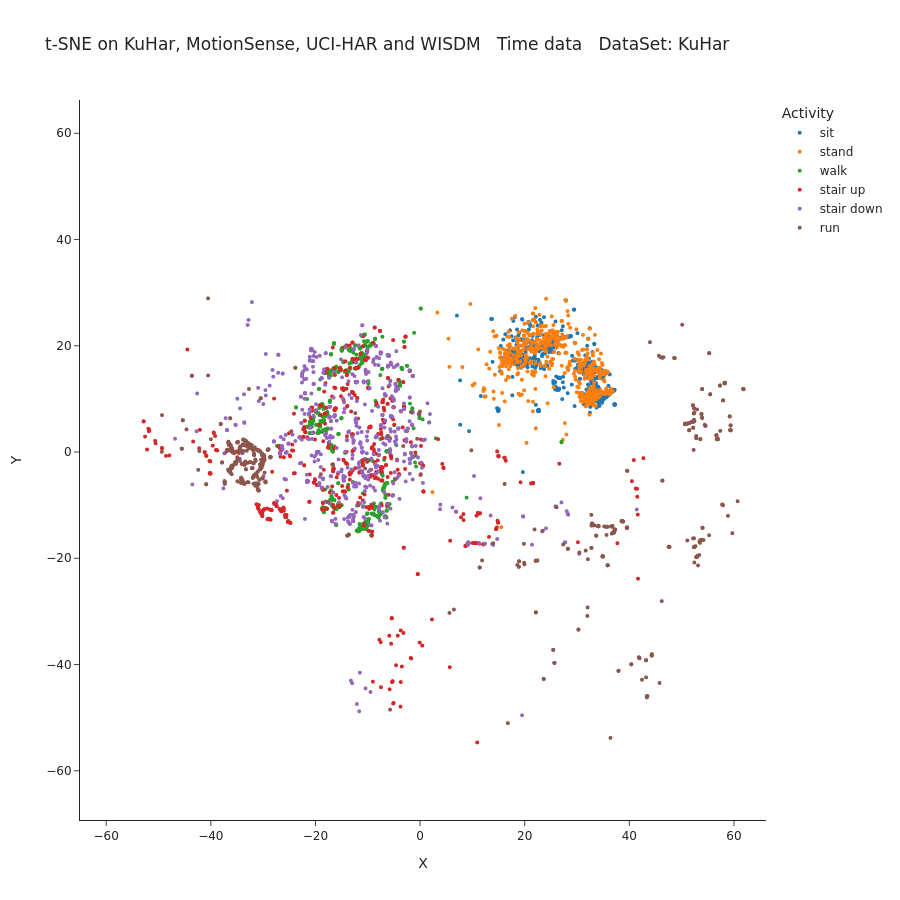 t-SNE on KuHar, MotionSense, UCI-HAR and WISDM   Time data   DataSet: KuHar
Activity
sit
stand
walk
stair up
stair down
run
60
40
20
0
−20
−40
−60
Y
−60 −40 −20 0 20 40 60
X